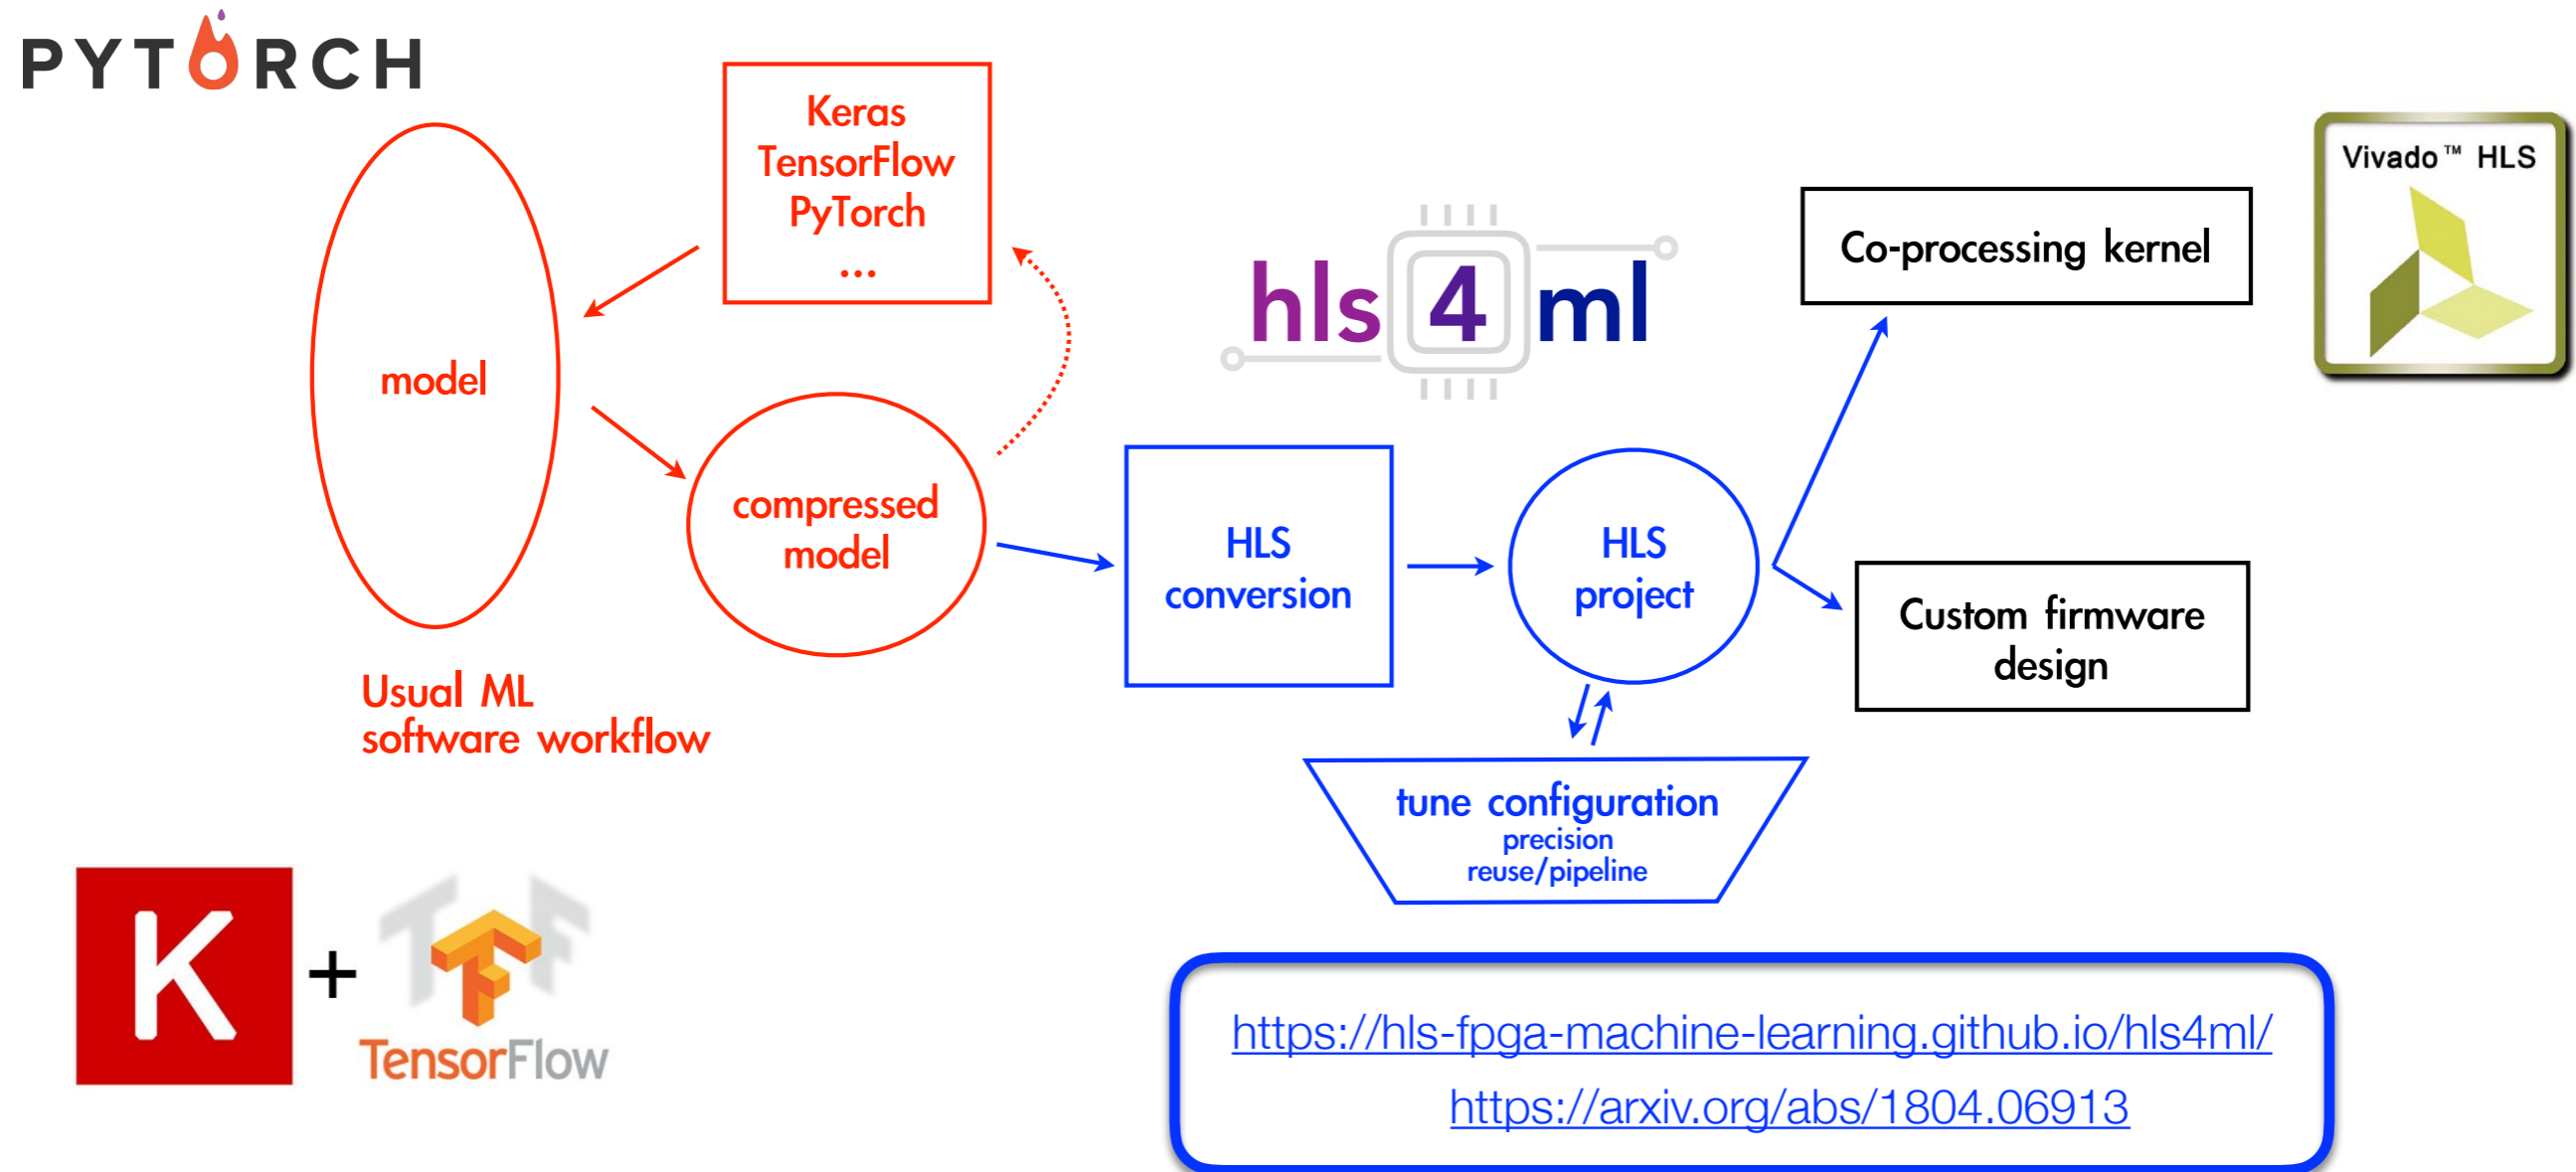 PYTORCH
Keras
TensorFlow
PyTorch
...
model
compressed
model
Usual ML
software workflow
hls 4 ml
HLS
conversion
HLS
project
tune configuration
precision
reuse/pipeline
Co-processing kernel
Custom firmware
design
Vivado™ HLS
K + TF
TensorFlow
https://hls-fpga-machine-learning.github.io/hls4ml/
https://arxiv.org/abs/1804.06913